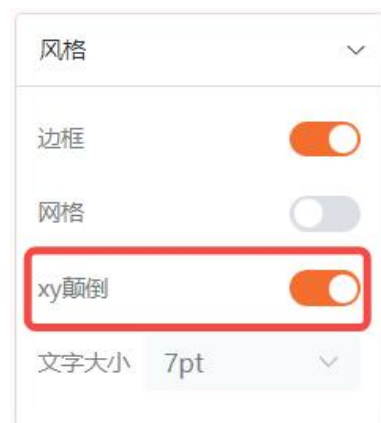 风格
边框
网格
xy颠倒
文字大小 7pt